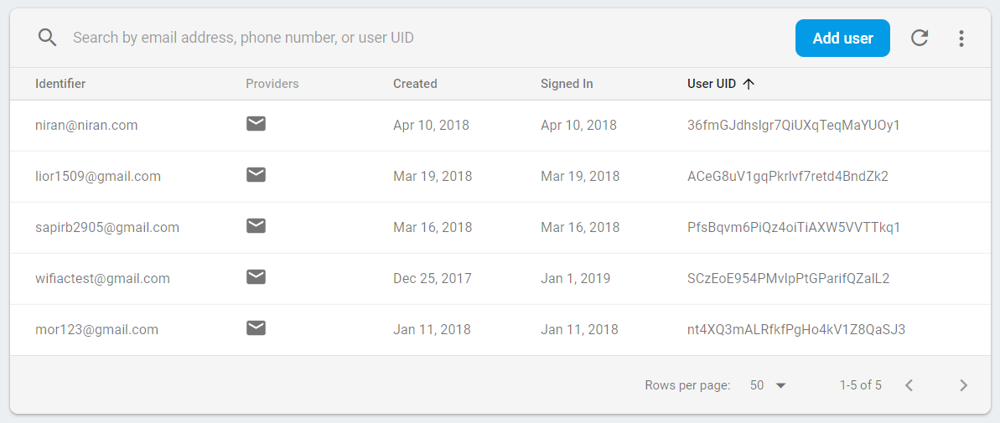 Search by email address, phone number, or user UID Add user
Identifier Providers Created Signed In User UID
niran@niran.com Apr 10, 2018 Apr 10, 2018 36fmGJdhslgr7QiUXqTeqMaYUOy1
lior1509@gmail.com Mar 19, 2018 Mar 19, 2018 ACeG8uV1gqPkrlvf7retd4BndZk2
sapirb2905@gmail.com Mar 16, 2018 Mar 16, 2018 PfsBqvm6PiQz4oiTiAXW5VVTTkq1
wifiactest@gmail.com Dec 25, 2017 Jan 1, 2019 SCzEoE954PMvlpPtGParifQZalL2
mor123@gmail.com Jan 11, 2018 Jan 11, 2018 nt4XQ3mALRfkfPgHo4kV1Z8QaSJ3
Rows per page: 50 1-5 of 5